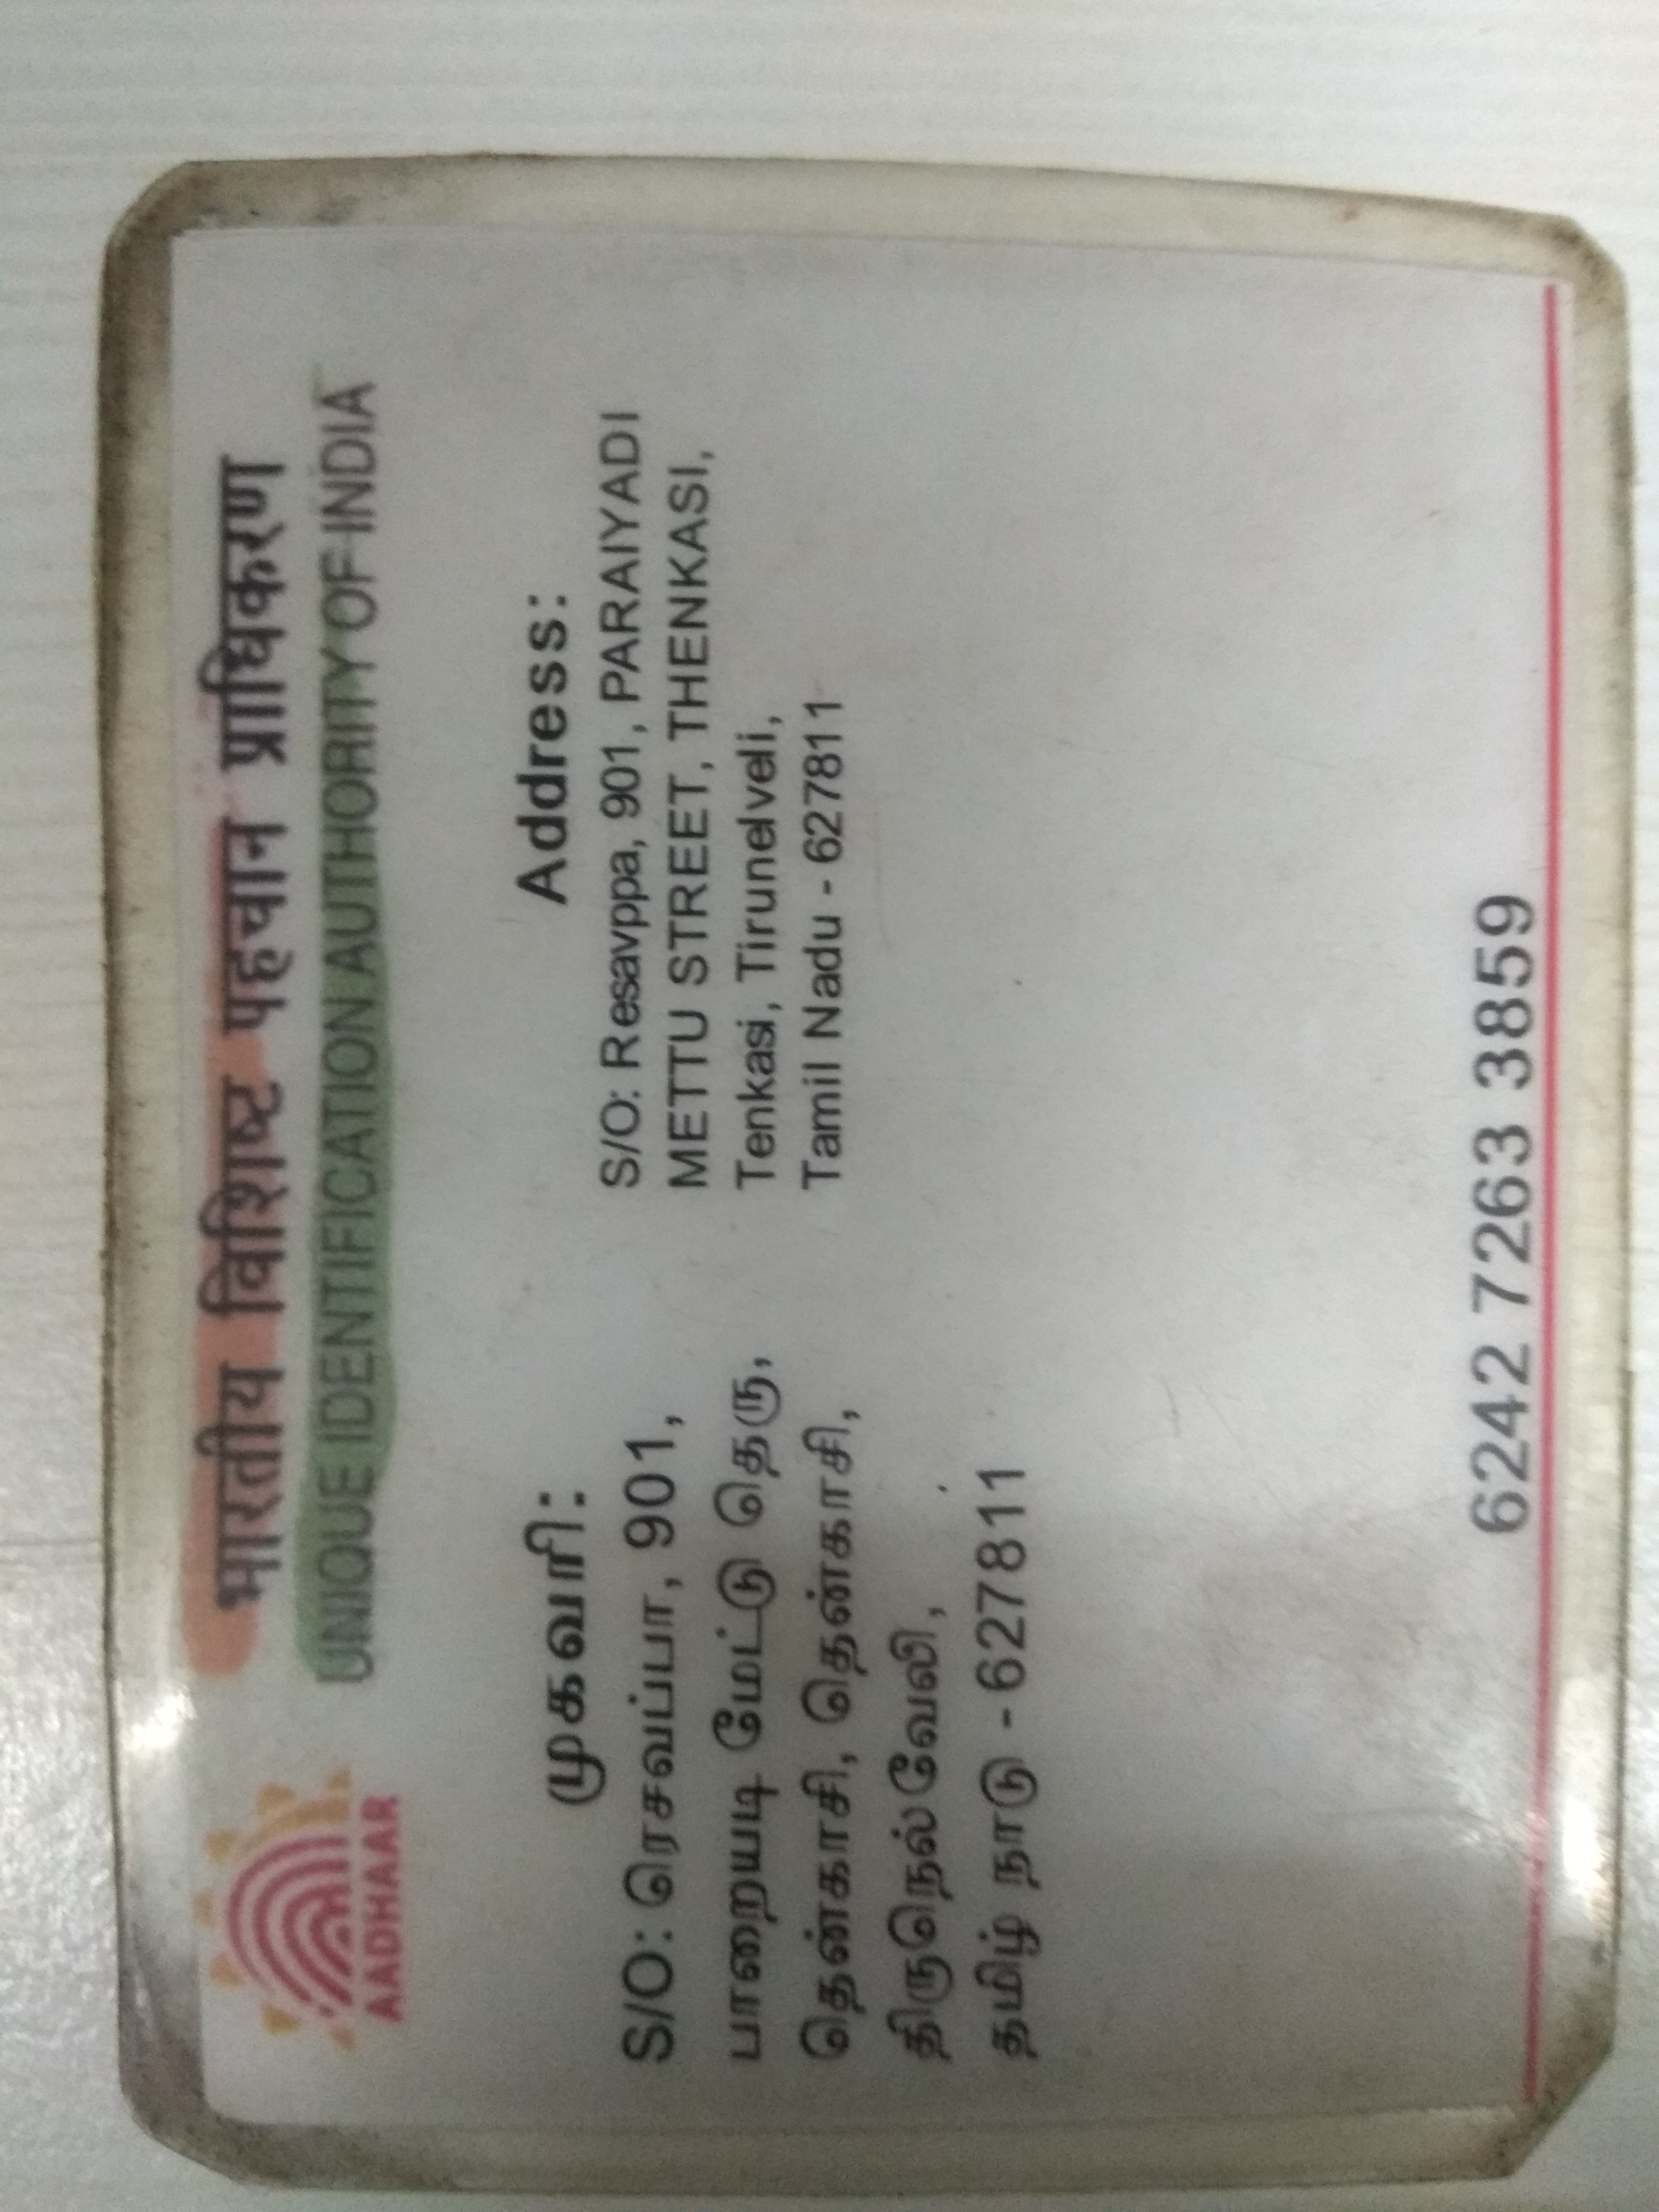 भारतीय विशिष्ट पहचान प्राधिकरण
UNIQUE IDENTIFICATION AUTHORITY OF INDIA
AADHAAR
முகவரி:
S/O: ரெசவப்பா, 901,
பாறையடி மேட்டு தெரு,
தென்காசி, தென்காசி,
திருநெல்வேலி,
தமிழ் நாடு - 627811
Address:
S/O: Resavppa, 901, PARAIYADI
METTU STREET, THENKASI,
Tenkasi, Tirunelveli,
Tamil Nadu - 627811
6242 7263 3859